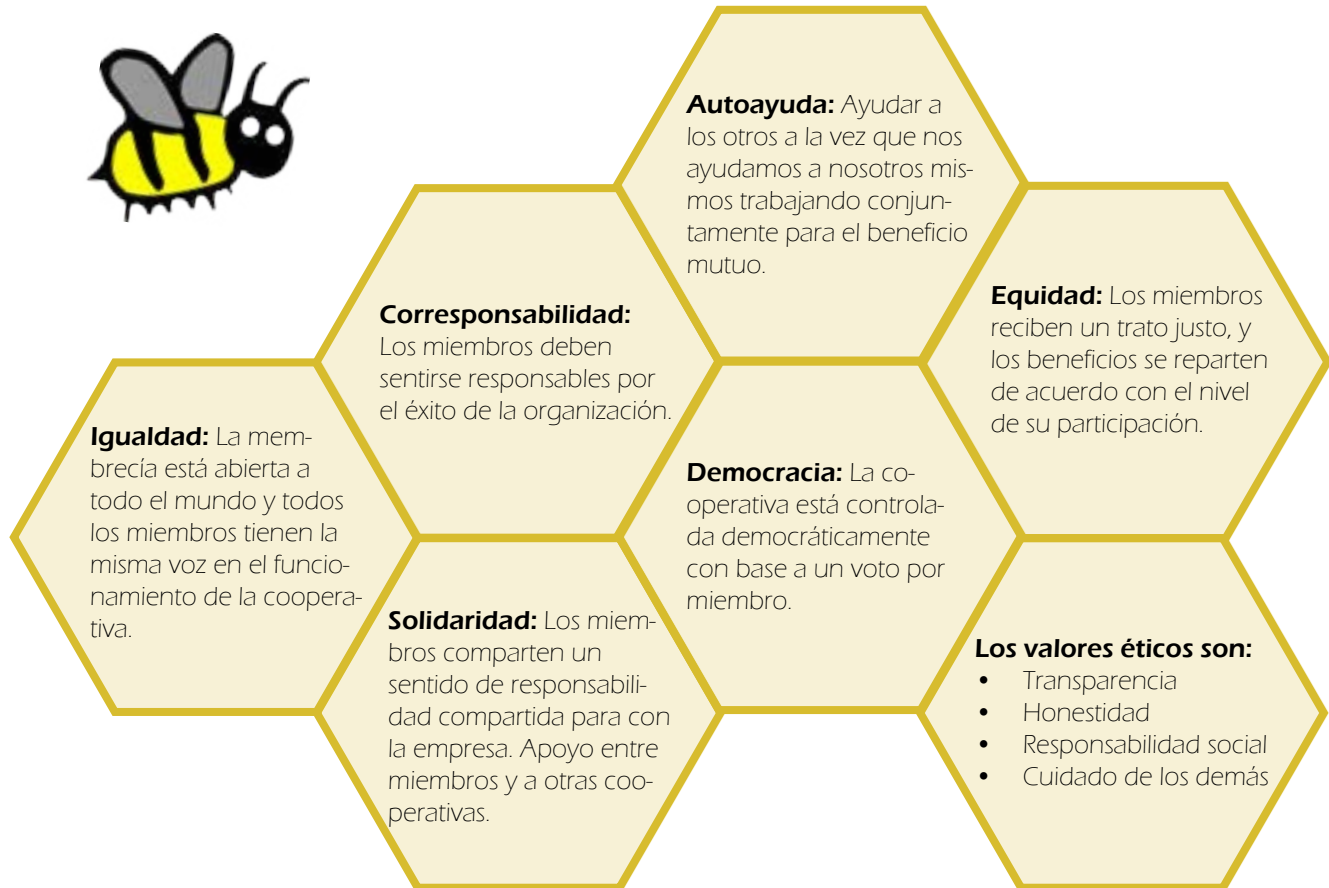 Autoayuda: Ayudar a
los otros a la vez que nos
ayudamos a nosotros mis-
mos trabajando conjun-
tamente para el beneficio
mutuo.
Corresponsabilidad:
Los miembros deben
sentirse responsables por
el éxito de la organización.
Equidad: Los miembros
reciben un trato justo, y
los beneficios se reparten
de acuerdo con el nivel
de su participación.
Igualdad: La mem-
brecía está abierta a
todo el mundo y todos
los miembros tienen la
misma voz en el funcio-
namiento de la coopera-
tiva.
Democracia: La co-
operativa está controla-
da democráticamente
con base a un voto por
miembro.
Solidaridad: Los miem-
bros comparten un
sentido de responsabili-
dad compartida para con
la empresa. Apoyo entre
miembros y a otras coo-
perativas.
Los valores éticos son:
• Transparencia
• Honestidad
• Responsabilidad social
• Cuidado de los demás